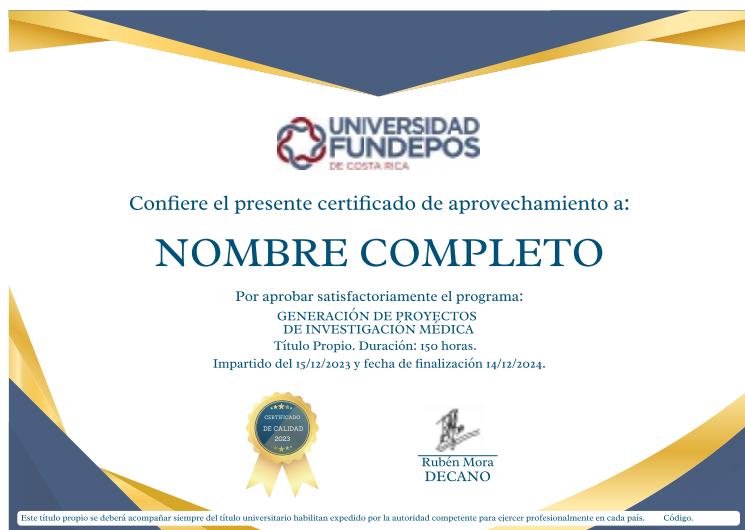 UNIVERSIDAD
FUNDEPOS
DE COSTA RICA
Confiere el presente certificado de aprovechamiento a:
NOMBRE COMPLETO
Por aprobar satisfactoriamente el programa:
GENERACIÓN DE PROYECTOS
DE INVESTIGACIÓN MÉDICA
Título Propio. Duración: 150 horas.
Impartido del 15/12/2023 y fecha de finalización 14/12/2024.
CERTIFICADO
DE CALIDAD
2023
Rubén Mora
DECANO
Este título propio se deberá acompañar siempre del título universitario habilitan expedido por la autoridad competente para ejercer profesionalmente en cada país. Código.